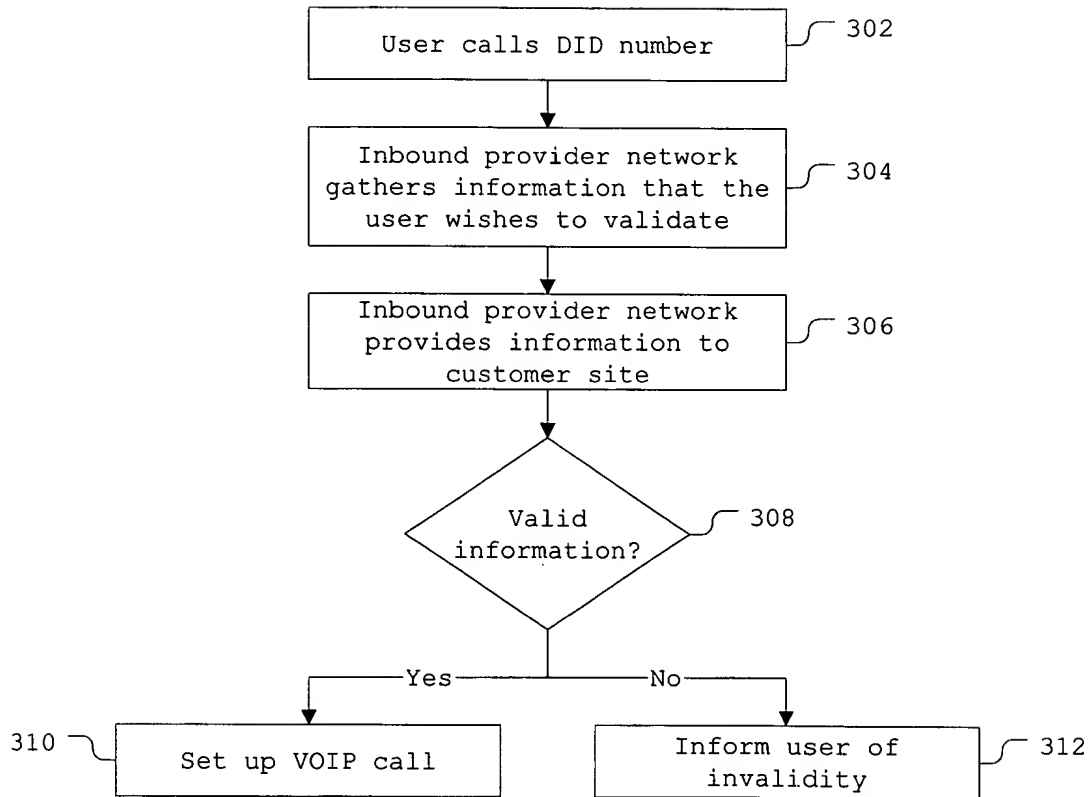 User calls DID number
302
Inbound provider network
gathers information that the
user wishes to validate
304
Inbound provider network
provides information to
customer site
306
Valid
information?
308
Yes
No
310
Set up VOIP call
Inform user of
invalidity
312